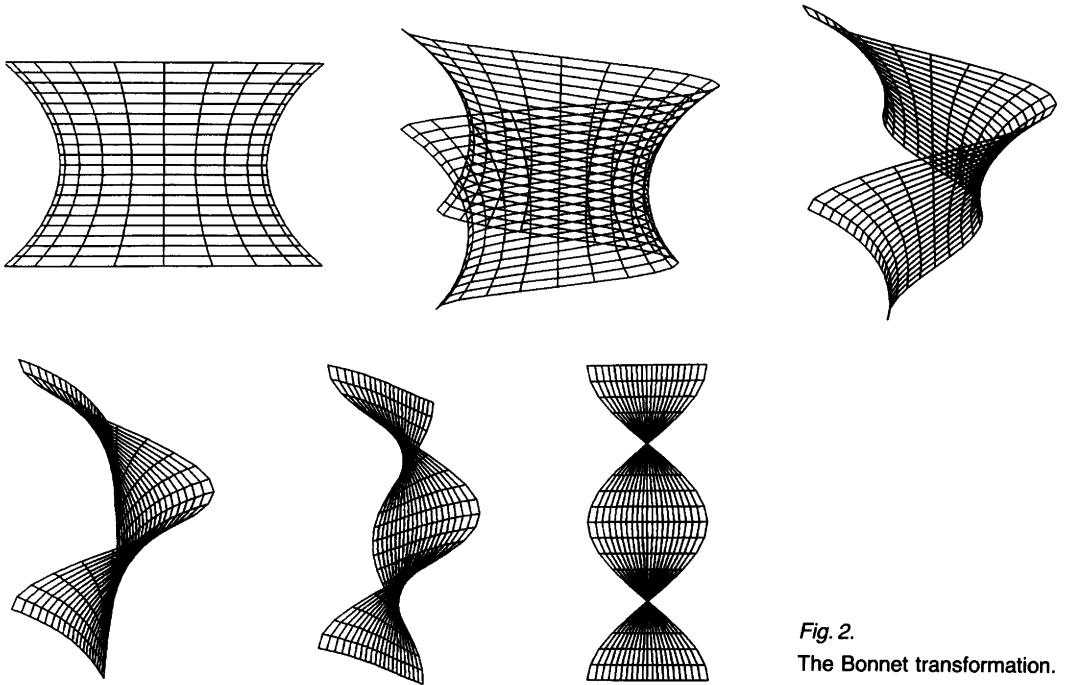 Fig. 2.
The Bonnet transformation.